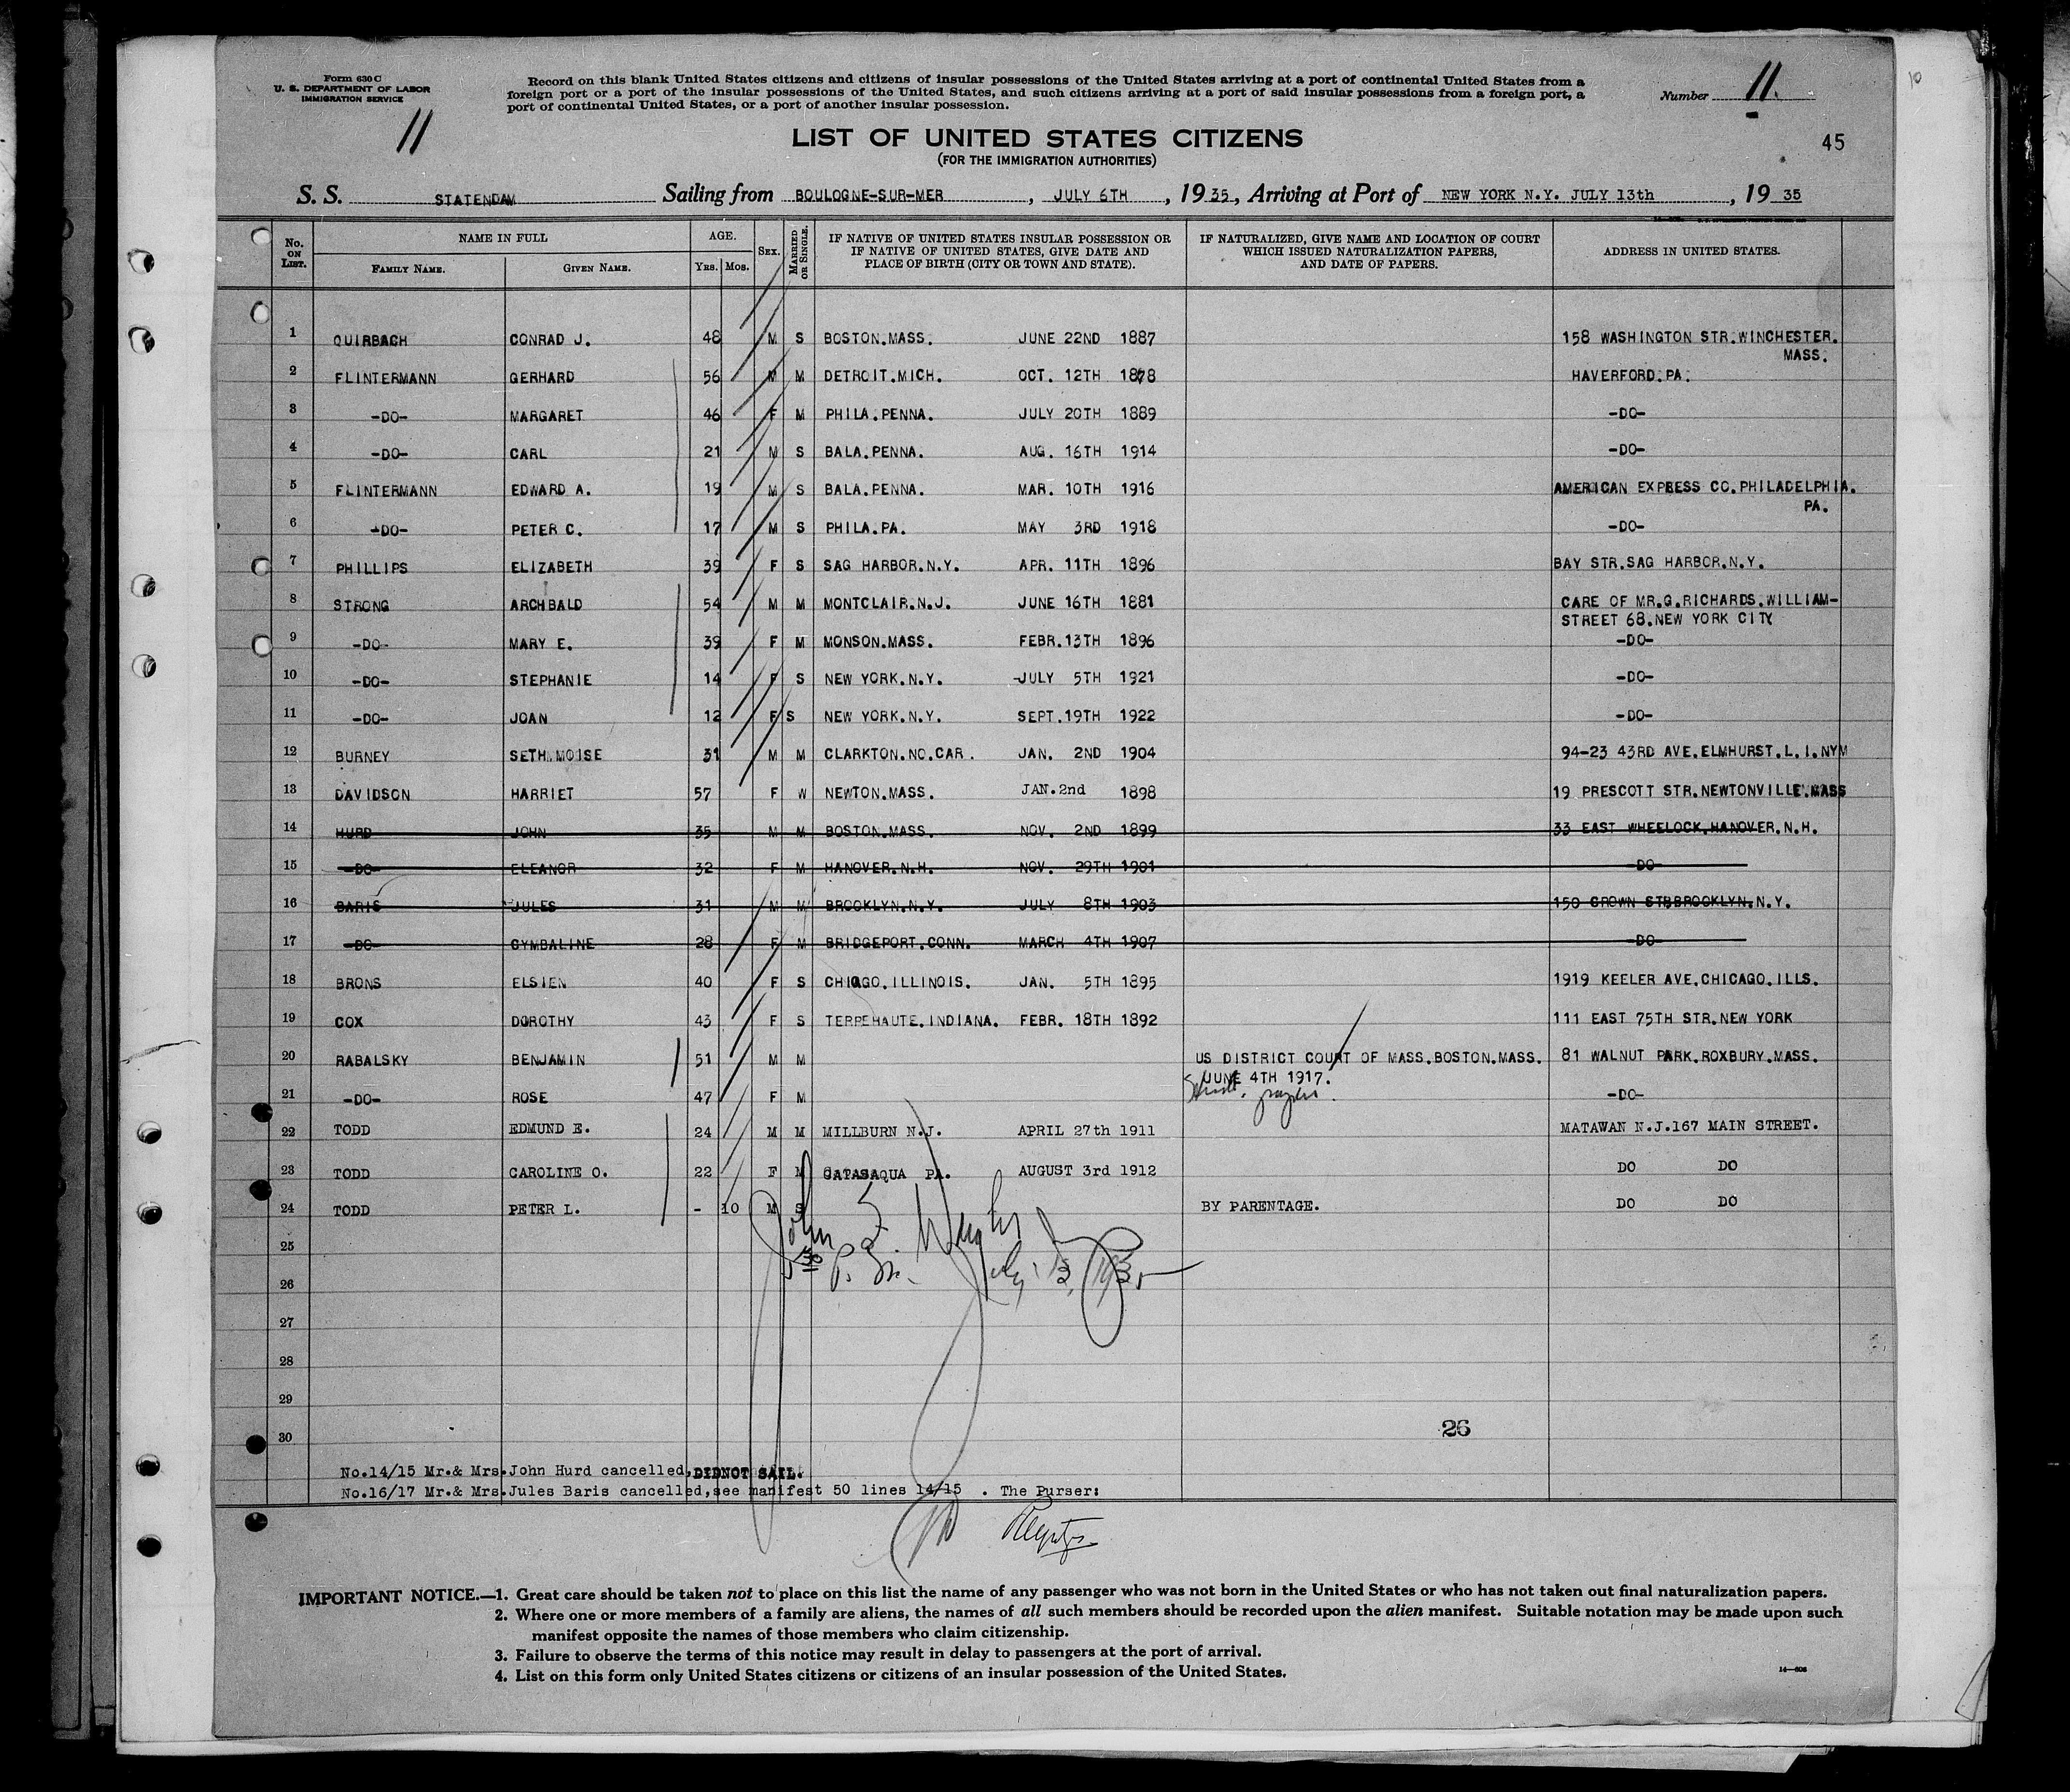 Form 630 C
U. S. DEPARTMENT OF LABOR
IMMIGRATION SERVICE
11
Record on this blank United States citizens and citizens of insular possessions of the United States arriving at a port of continental United States from a
foreign port or a port of the insular possessions of the United States, and such citizens arriving at a port of said insular possessions from a foreign port, a
port of continental United States, or a port of another insular possession.
Number 11.
10
LIST OF UNITED STATES CITIZENS
(FOR THE IMMIGRATION AUTHORITIES)
45
S. S. STATENDAM Sailing from BOULOGNE-SUR-MER, JULY 6TH, 1935, Arriving at Port of NEW YORK N.Y. JULY 13th, 1935
No. ON LIST. NAME IN FULL FAMILY NAME. GIVEN NAME. AGE. YRS. MOS. SEX. MARRIED OR SINGLE. IF NATIVE OF UNITED STATES INSULAR POSSESSION OR IF NATIVE OF UNITED STATES, GIVE DATE AND PLACE OF BIRTH (CITY OR TOWN AND STATE). IF NATURALIZED, GIVE NAME AND LOCATION OF COURT WHICH ISSUED NATURALIZATION PAPERS, AND DATE OF PAPERS. ADDRESS IN UNITED STATES.
1 QUIRBACH CONRAD J. 48 M S BOSTON.MASS. JUNE 22ND 1887 158 WASHINGTON STR.WINCHESTER.
MASS.
2 FLINTERMANN GERHARD 56 M M DETROIT.MICH. OCT. 12TH 1878 HAVERFORD.PA.
3 -DO- MARGARET 46 F M PHILA.PENNA. JULY 20TH 1889 -DO-
4 -DO- CARL 21 M S BALA.PENNA. AUG. 16TH 1914 -DO-
5 FLINTERMANN EDWARD A. 19 M S BALA.PENNA. MAR. 10TH 1916 AMERICAN EXPRESS CO.PHILADELPHIA.
PA.
6 -DO- PETER C. 17 M S PHILA.PA. MAY 3RD 1918 -DO-
7 PHILLIPS ELIZABETH 39 F S SAG HARBOR.N.Y. APR. 11TH 1896 BAY STR.SAG HARBOR.N.Y.
8 STRONG ARCHBALD 54 M M MONTCLAIR.N.J. JUNE 16TH 1881 CARE OF MR.G.RICHARDS.WILLIAM-
STREET 68.NEW YORK CITY
9 -DO- MARY E. 39 F M MONSON.MASS. FEBR.13TH 1896 -DO-
10 -DO- STEPHANIE 14 F S NEW YORK.N.Y. -JULY 5TH 1921 -DO-
11 -DO- JOAN 12 F S NEW YORK.N.Y. SEPT.19TH 1922 -DO-
12 BURNEY SETH.MOISE 31 M M CLARKTON.NO.CAR. JAN. 2ND 1904 94-23 43RD AVE.ELMHURST.L.I.NYM
13 DAVIDSON HARRIET 57 F W NEWTON.MASS. JAN.2nd 1898 19 PRESCOTT STR.NEWTONVILLE.MASS
14 HURD JOHN 35 M M BOSTON.MASS. NOV. 2ND 1899 33 EAST WHEELOCK.HANOVER.N.H.
15 -DO- ELEANOR 32 F M HANOVER.N.H. NOV. 29TH 1901 -DO-
16 BARIS JULES 31 M M BROOKLYN.N.Y. JULY 8TH 1903 150 CROWN STBBROOKLYN.N.Y.
17 -DO- CYMBALINE 28 F M BRIDGEPORT.CONN. MARCH 4TH 1907 -DO-
18 BRONS ELSIEN 40 F S CHIAGO.ILLINOIS. JAN. 5TH 1895 1919 KEELER AVE.CHICAGO.ILLS.
19 COX DOROTHY 43 F S TERREHAUTE.INDIANA. FEBR. 18TH 1892 111 EAST 75TH STR.NEW YORK
20 RABALSKY BENJAMIN 51 M M US DISTRICT COURT OF MASS.BOSTON.MASS. 81 WALNUT PARK.ROXBURY.MASS.
JUNE 4TH 1917.
21 -DO- ROSE 47 F M -DO-
22 TODD EDMUND E. 24 M M MILLBURN N.J. APRIL 27th 1911 MATAWAN N.J.167 MAIN STREET.
23 TODD CAROLINE O. 22 F M CATASAQUA PA. AUGUST 3rd 1912 DO DO
24 TODD PETER L. - 10 M S BY PARENTAGE. DO DO
John
25
July 13, 1935
26
27
28
29
30
26
No.14/15 Mr.& Mrs.John Hurd cancelled,DIDNOT SAIL.
No.16/17 Mr.& Mrs.Jules Baris cancelled,see manifest 50 lines 14/15 . The Purser:
IMPORTANT NOTICE.—1. Great care should be taken not to place on this list the name of any passenger who was not born in the United States or who has not taken out final naturalization papers.
2. Where one or more members of a family are aliens, the names of all such members should be recorded upon the alien manifest. Suitable notation may be made upon such
manifest opposite the names of those members who claim citizenship.
3. Failure to observe the terms of this notice may result in delay to passengers at the port of arrival.
4. List on this form only United States citizens or citizens of an insular possession of the United States.